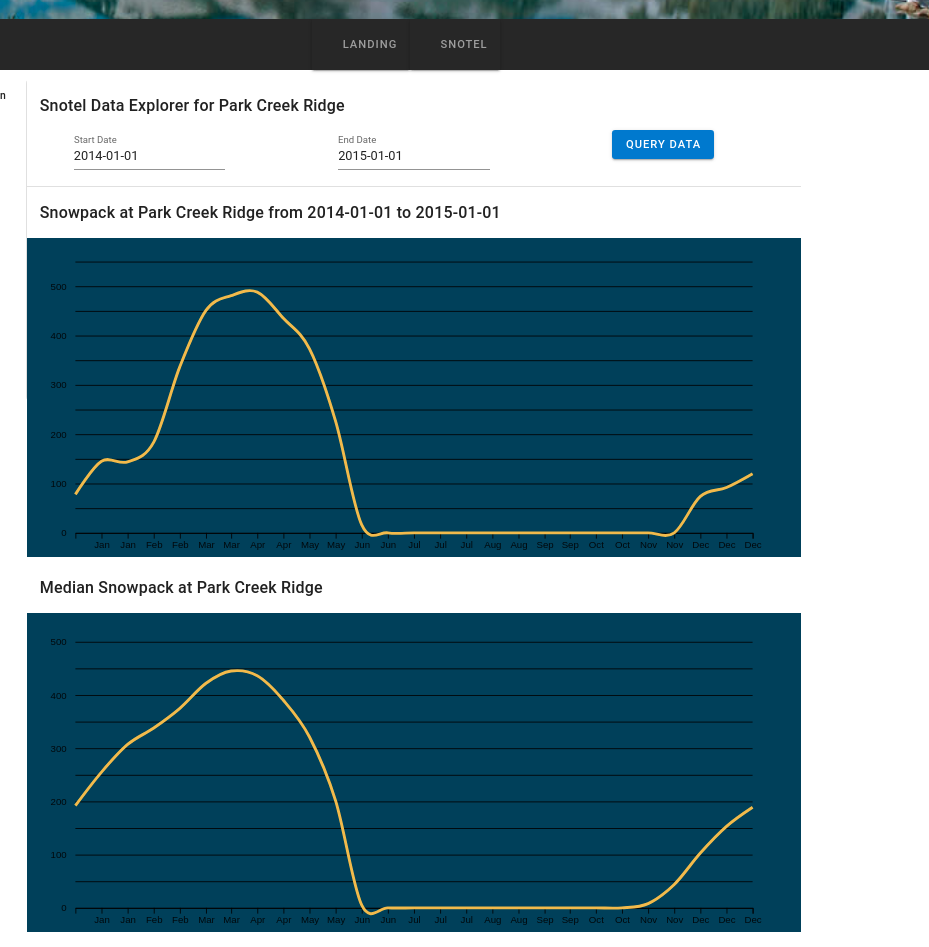 LANDING SNOTEL
n
Snotel Data Explorer for Park Creek Ridge
Start Date End Date
2014-01-01 2015-01-01 QUERY DATA
Snowpack at Park Creek Ridge from 2014-01-01 to 2015-01-01
500
400
300
200
100
0
Jan Jan Feb Feb Mar Mar Apr Apr May May Jun Jun Jul Jul Jul Aug Aug Sep Sep Oct Oct Nov Nov Dec Dec Dec
Median Snowpack at Park Creek Ridge
500
400
300
200
100
0
Jan Jan Feb Feb Mar Mar Apr Apr May May Jun Jun Jul Jul Jul Aug Aug Sep Sep Oct Oct Nov Nov Dec Dec Dec